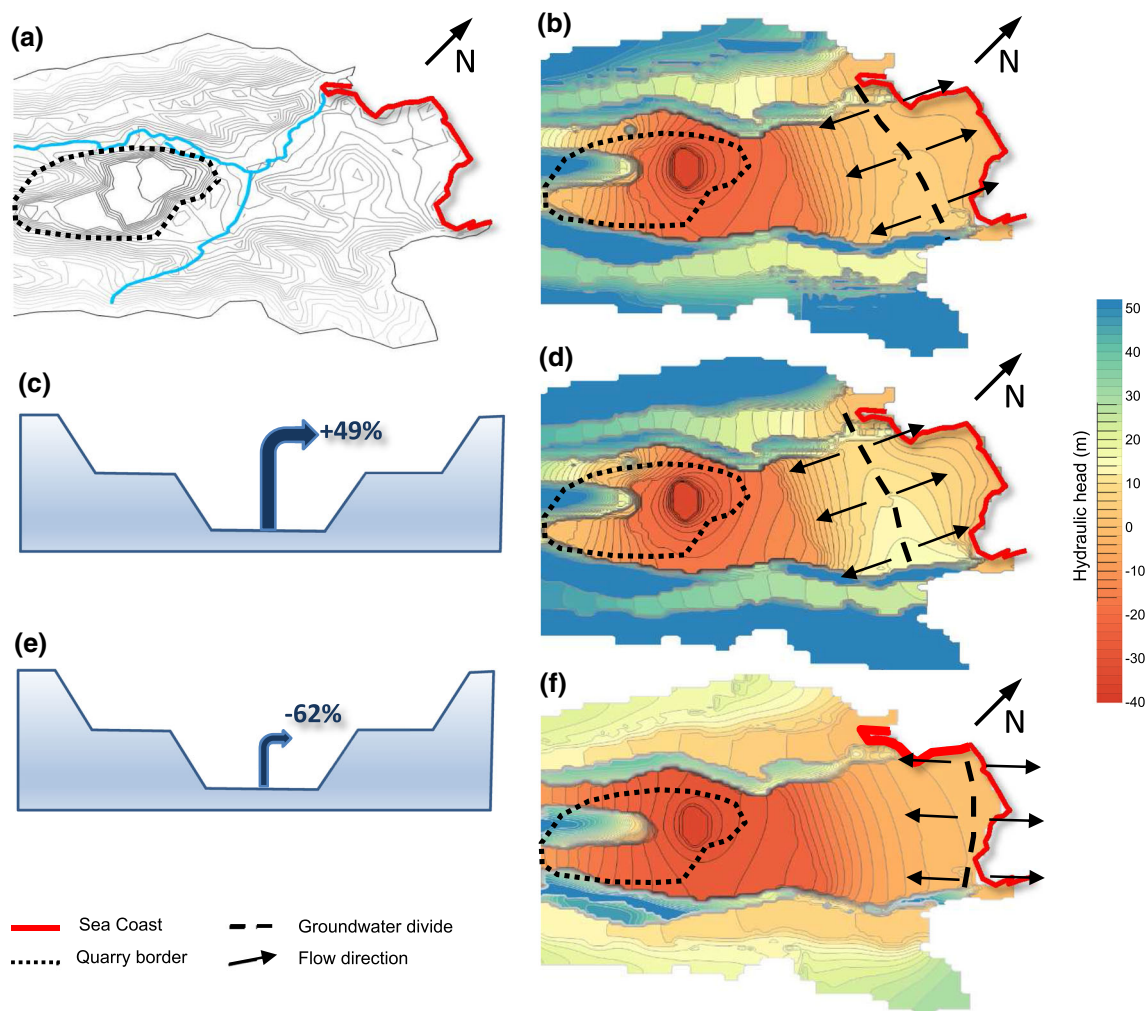 (a)
N
(b)
N
(c)
+49%
(d)
N
(e)
-62%
(f)
N
50
40
30
20
10
0
-10
-20
-30
-40
Hydraulic head (m)
Sea Coast
Groundwater divide
Quarry border
Flow direction